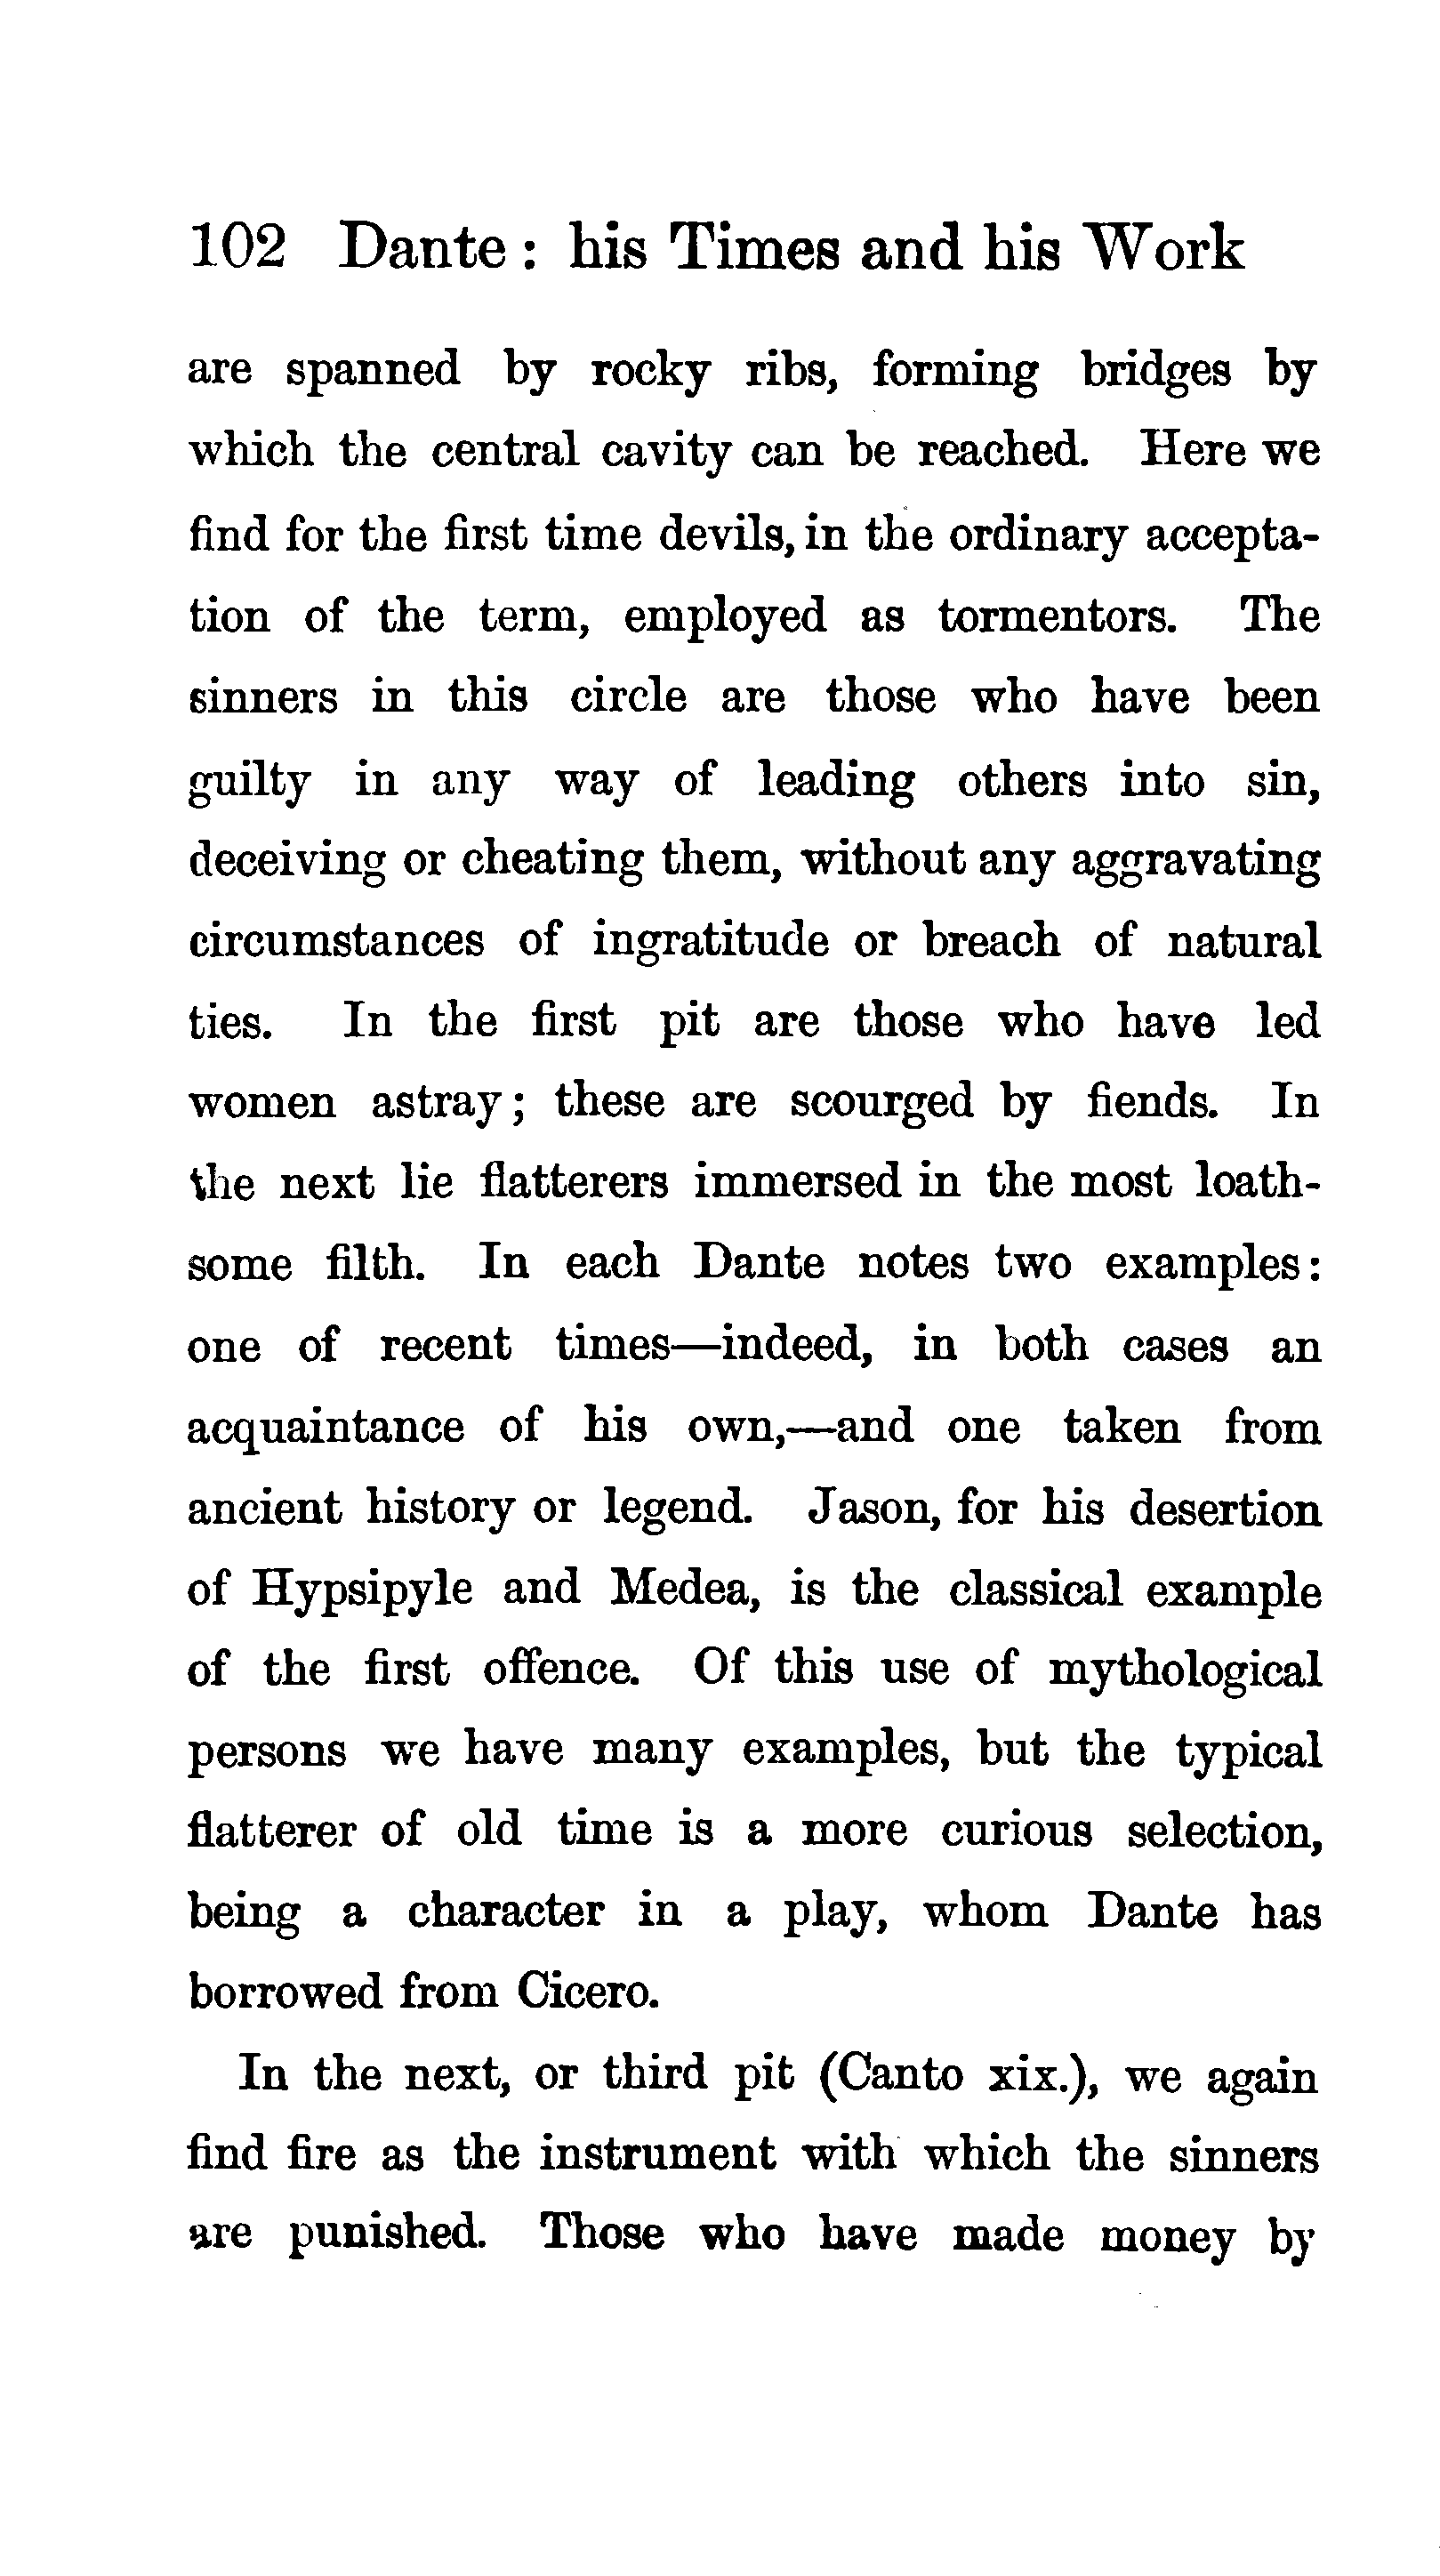 102 Dante : his Times and his Work
are spanned by rocky ribs, forming bridges by
which the central cavity can be reached. Here we
find for the first time devils, in the ordinary accepta-
tion of the term, employed as tormentors. The
sinners in this circle are those who have been
guilty in any way of leading others into sin,
deceiving or cheating them, without any aggravating
circumstances of ingratitude or breach of natural
ties. In the first pit are those who have led
women astray; these are scourged by fiends. In
the next lie flatterers immersed in the most loath-
some filth. In each Dante notes two examples:
one of recent times—indeed, in both cases an
acquaintance of his own,—and one taken from
ancient history or legend. Jason, for his desertion
of Hypsipyle and Medea, is the classical example
of the first offence. Of this use of mythological
persons we have many examples, but the typical
flatterer of old time is a more curious selection,
being a character in a play, whom Dante has
borrowed from Cicero.
In the next, or third pit (Canto xix.), we again
find fire as the instrument with which the sinners
are punished. Those who have made money by